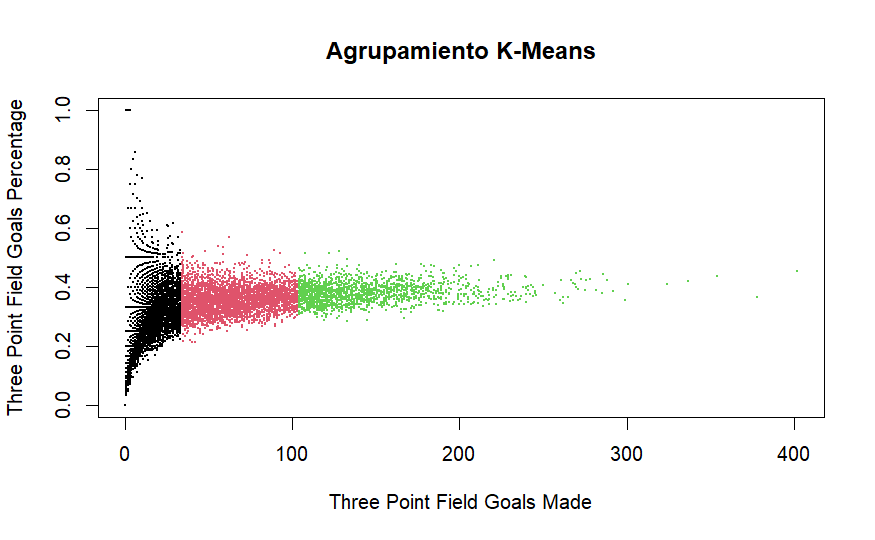 Agrupamiento K-Means
Three Point Field Goals Percentage
1.0
0.8
0.6
0.4
0.2
0.0
0 100 200 300 400
Three Point Field Goals Made